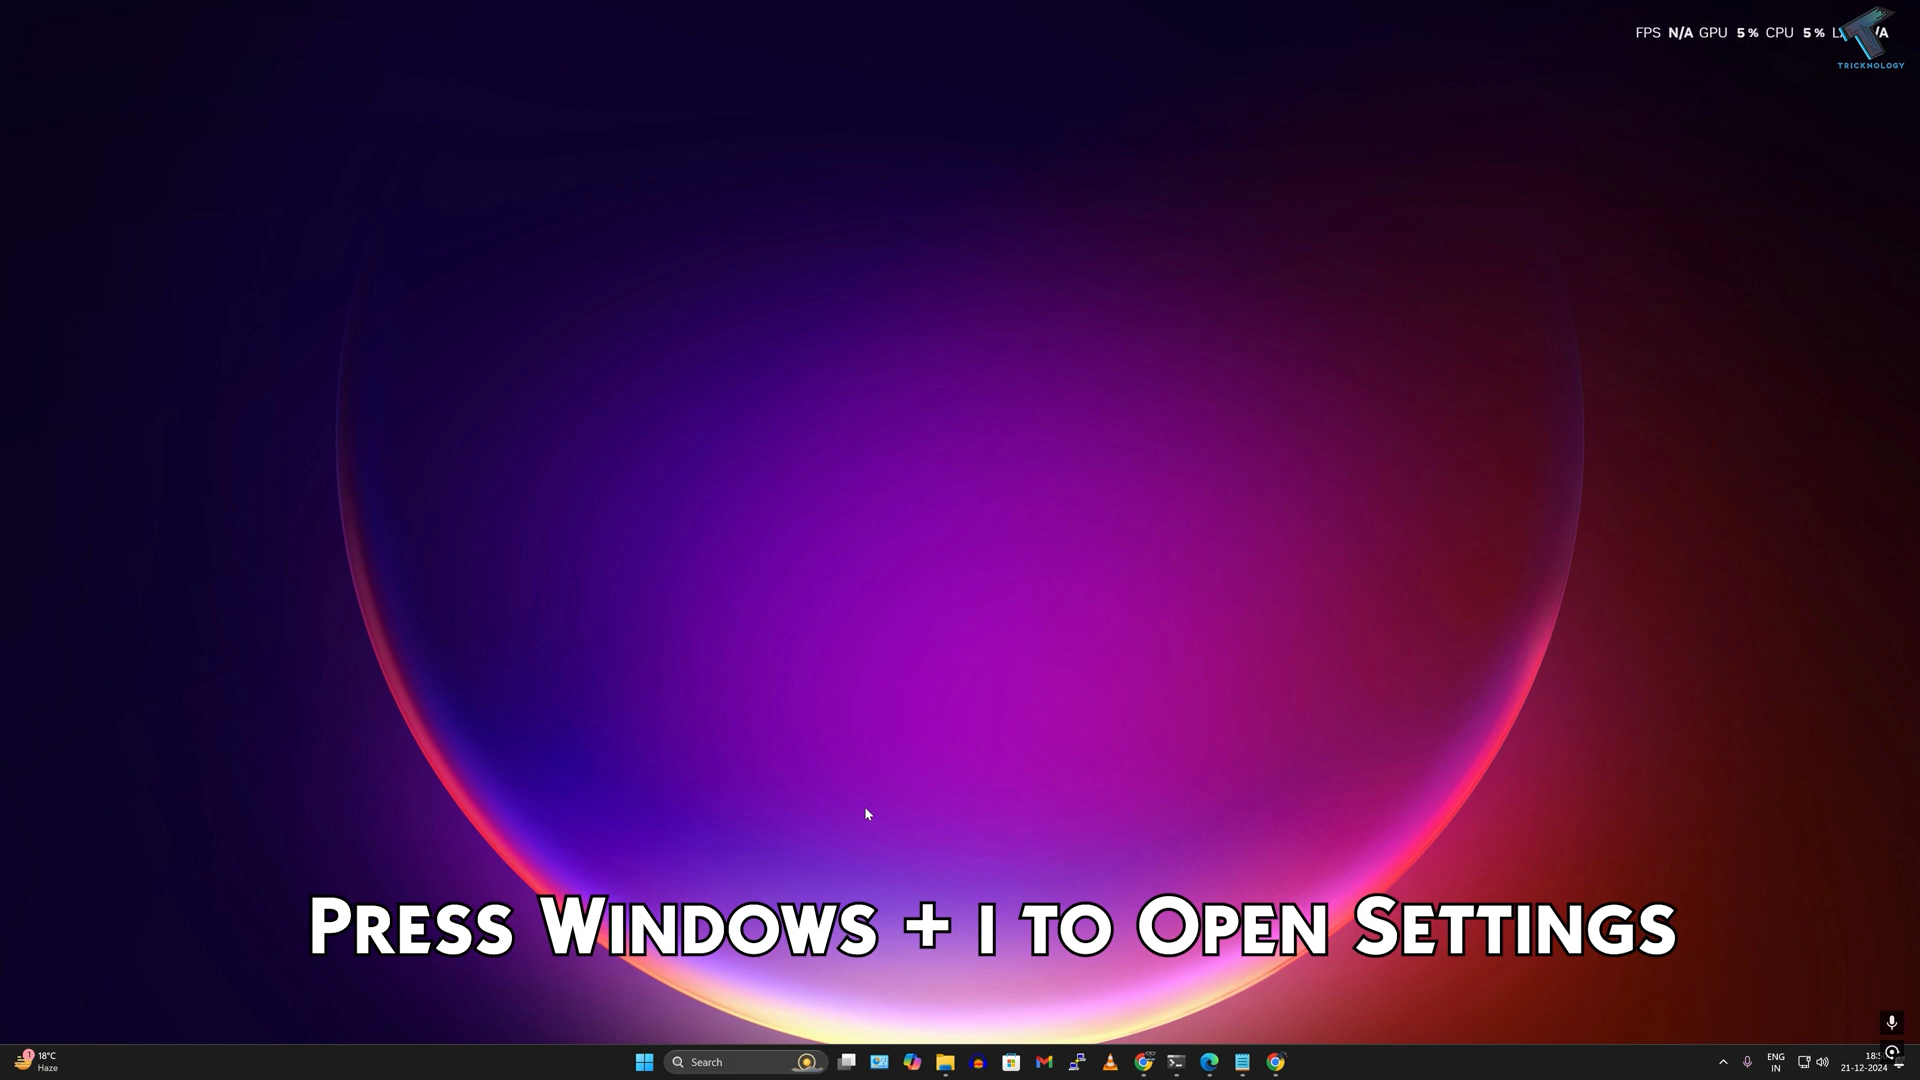 FPS N/A GPU 5% CPU 5%
TRICKNOLOGY
PRESS WINDOWS + I TO OPEN SETTINGS
1
18°C
Haze
Search
ENG
IN
21-12-2024